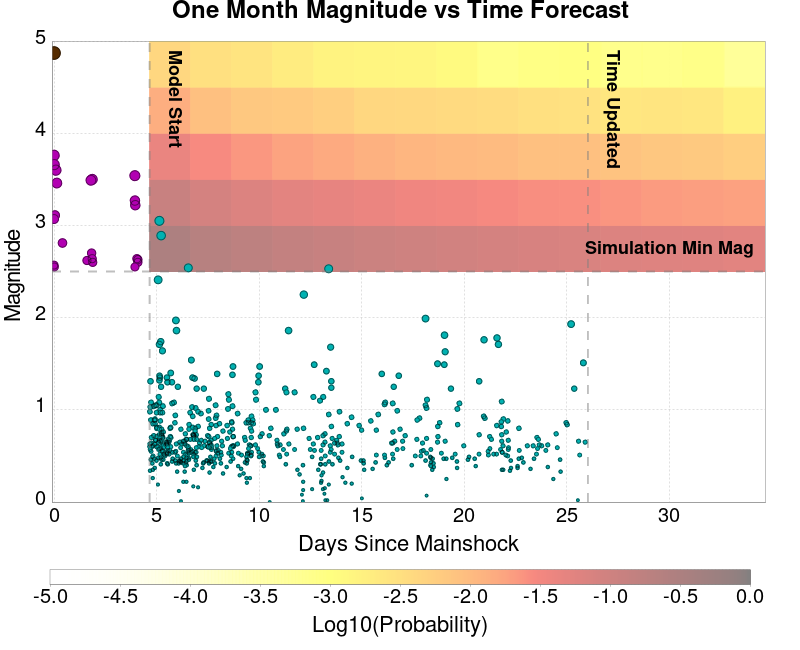 One Month Magnitude vs Time Forecast
Magnitude
5
4
3
2
1
0
Model Start
Time Updated
Simulation Min Mag
0 5 10 15 20 25 30
Days Since Mainshock
-5.0 -4.5 -4.0 -3.5 -3.0 -2.5 -2.0 -1.5 -1.0 -0.5 0.0
Log10(Probability)